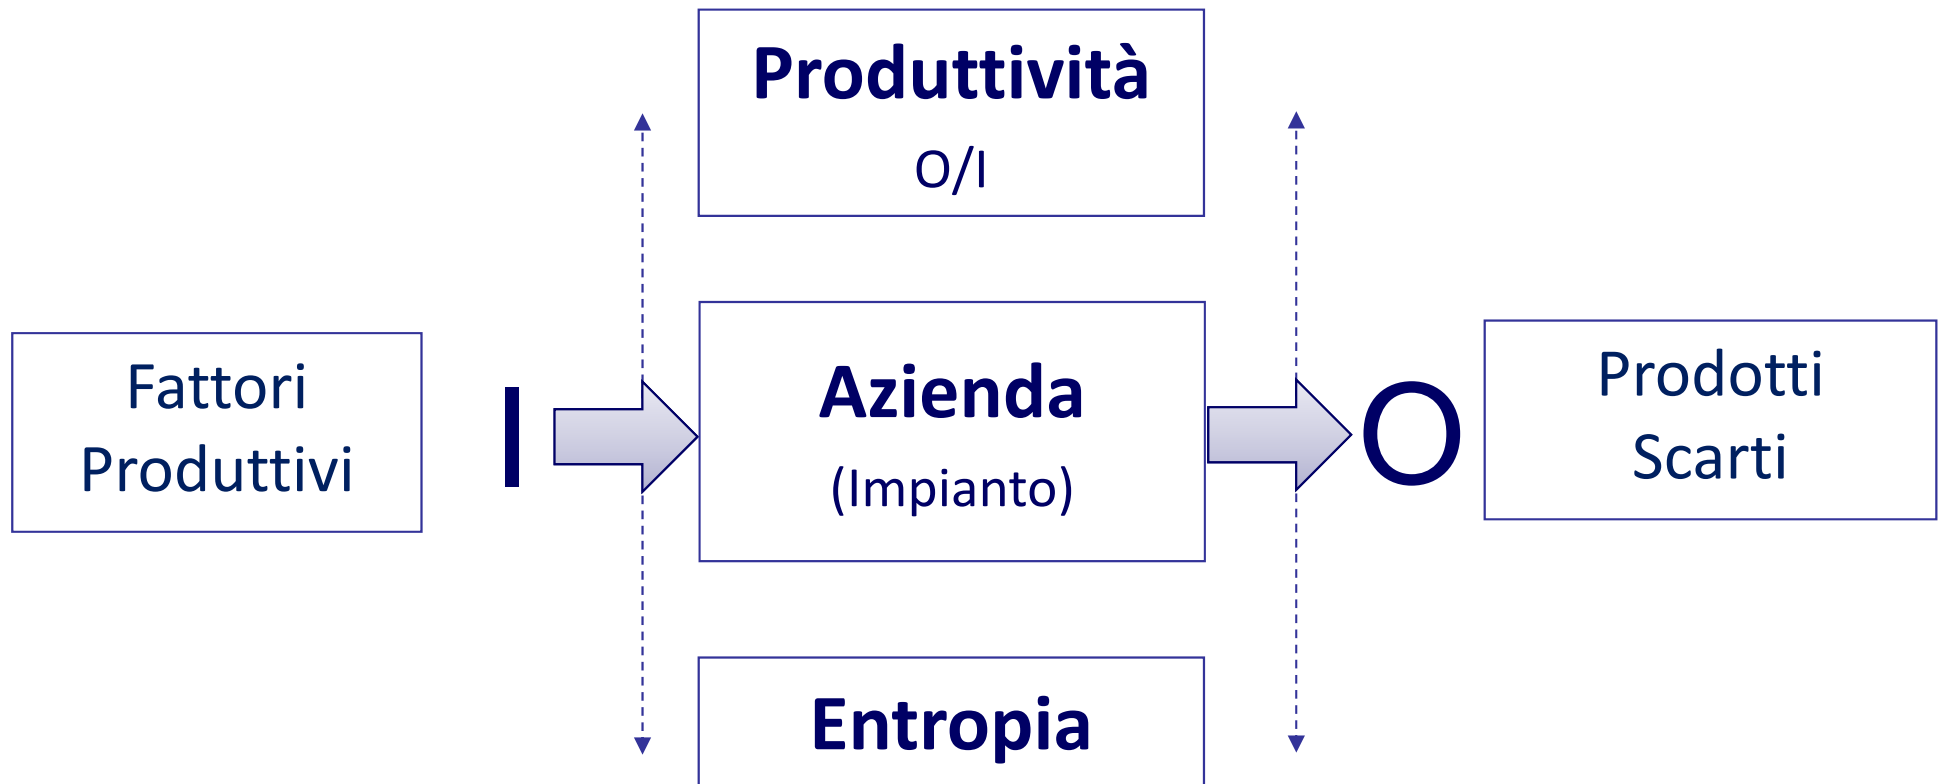 Produttività
O/I
Fattori
Produttivi
I
Azienda
(Impianto)
O
Prodotti
Scarti
Entropia